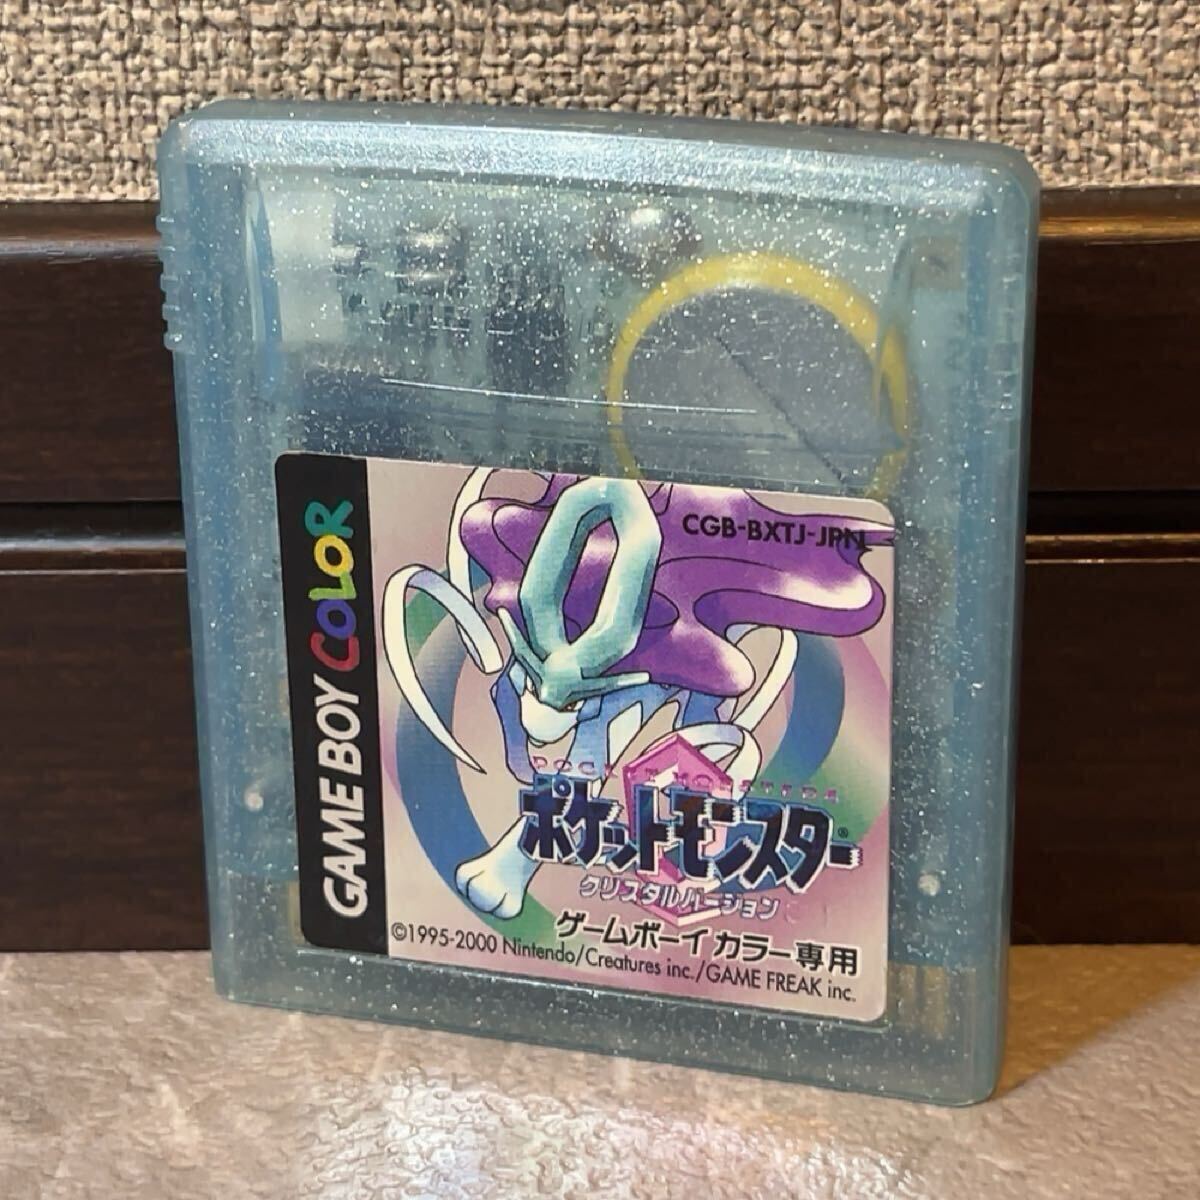 GAME BOY COLOR
CGB-BXTJ-JPN
POCKET MONSTERS
ポケットモンスター®
クリスタルバージョン
ゲームボーイ カラー専用
©1995-2000 Nintendo/Creatures inc./GAME FREAK inc.